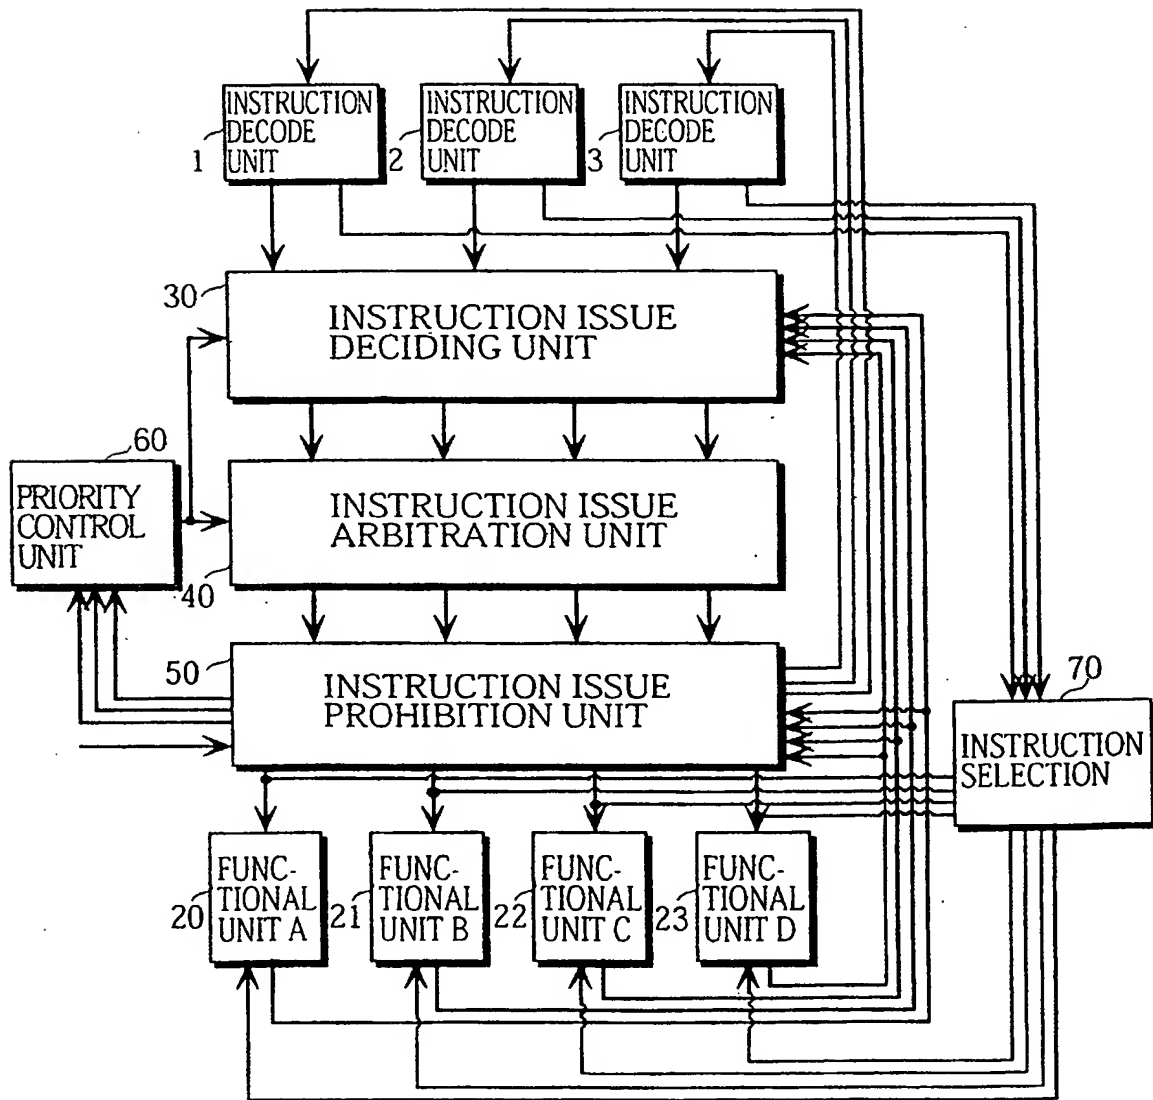 INSTRUCTION
DECODE
UNIT
1
INSTRUCTION
DECODE
UNIT
2
INSTRUCTION
DECODE
UNIT
3
30
INSTRUCTION ISSUE
DECIDING UNIT
60
PRIORITY
CONTROL
UNIT
INSTRUCTION ISSUE
ARBITRATION UNIT
40
50
INSTRUCTION ISSUE
PROHIBITION UNIT
70
INSTRUCTION
SELECTION
FUNC-
TIONAL
UNIT A
20
FUNC-
TIONAL
UNIT B
21
FUNC-
TIONAL
UNIT C
22
FUNC-
TIONAL
UNIT D
23